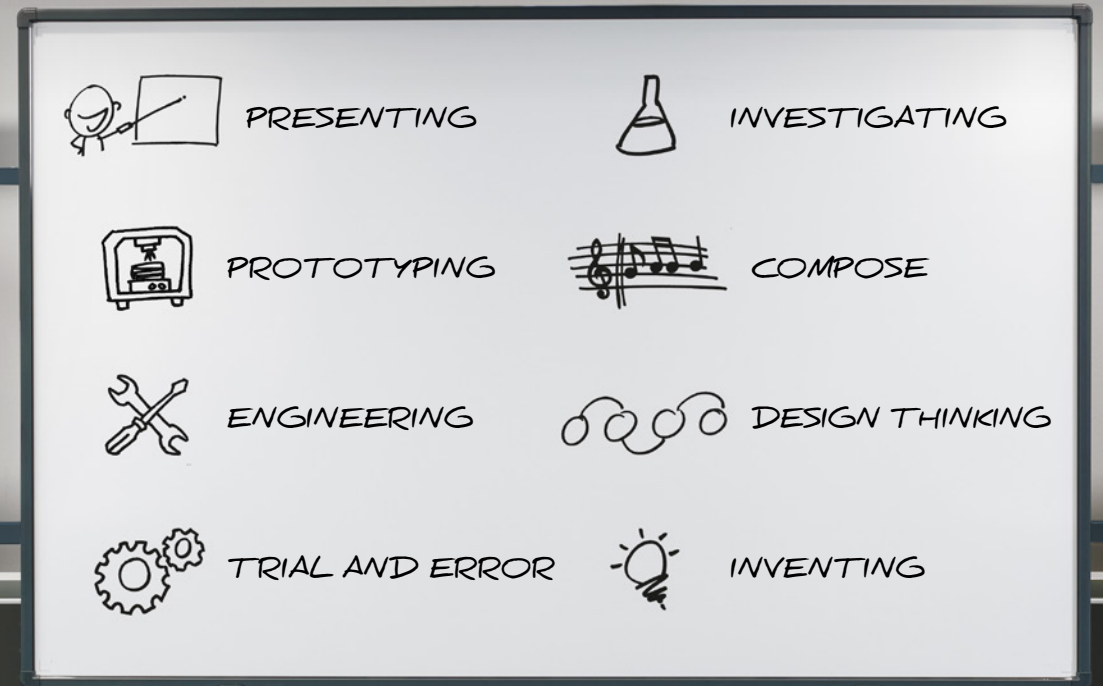 PRESENTING
INVESTIGATING
PROTOTYPING
COMPOSE
ENGINEERING
DESIGN THINKING
TRIAL AND ERROR
INVENTING